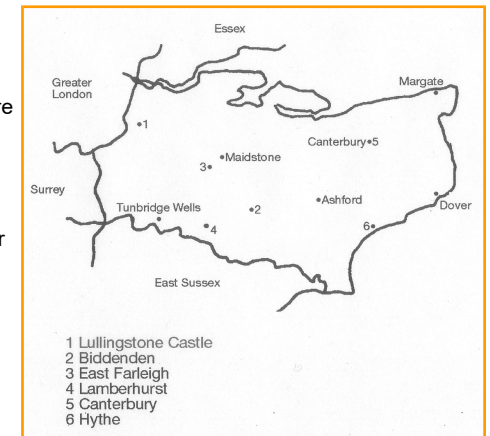 Essex
Greater
London
Margate
re
1
Canterbury 5
Maidstone
3
Surrey
Tunbridge Wells
2
Ashford
Dover
4
6
r
East Sussex
1 Lullingstone Castle
2 Biddenden
3 East Farleigh
4 Lamberhurst
5 Canterbury
6 Hythe